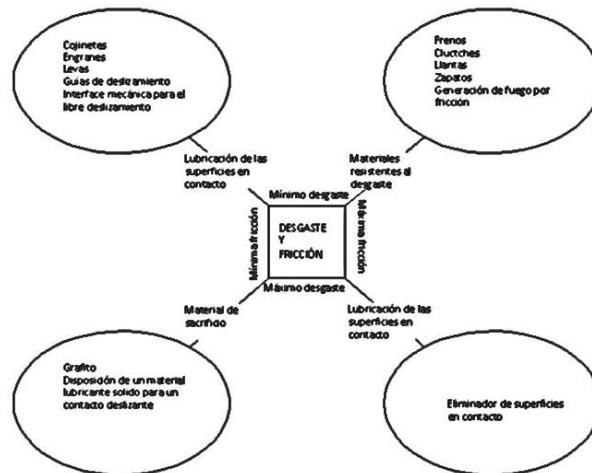 Cojinetes
Engranes
Levas
Guias de deslizamiento
Interface mecánica para el
libre deslizamiento
Frenos
Cluctches
Llantas
Zapatos
Generación de fuego por
fricción
Lubricación de las
superficies en
contacto
Materiales
resistentes al
desgaste
Mínimo desgaste
Mínima fricción
DESGASTE
Y
FRICCIÓN
Máxima fricción
Máximo desgaste
Material de
sacrificio
Lubricación de las
superficies en
contacto
Grafito
Disposición de un material
lubricante solido para un
contacto deslizante
Eliminador de superficies
en contacto